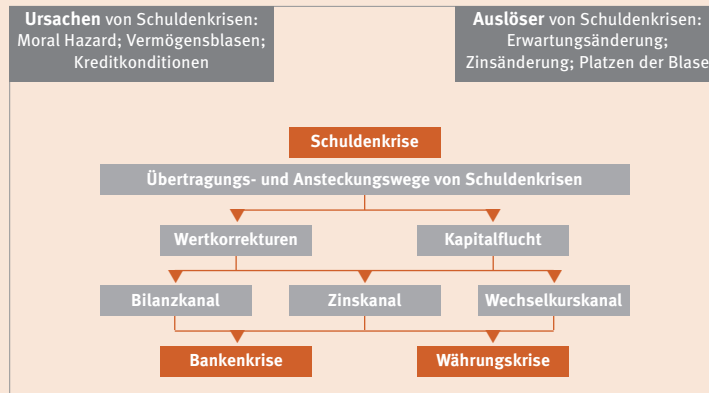 Ursachen von Schuldenkrisen:
Moral Hazard; Vermögensblasen;
Kreditkonditionen
Auslöser von Schuldenkrisen:
Erwartungsänderung;
Zinsänderung; Platzen der Blase
Schuldenkrise
Übertragungs- und Ansteckungswege von Schuldenkrisen
Wertkorrekturen
Kapitalflucht
Bilanzkanal
Zinskanal
Wechselkurskanal
Bankenkrise
Währungskrise